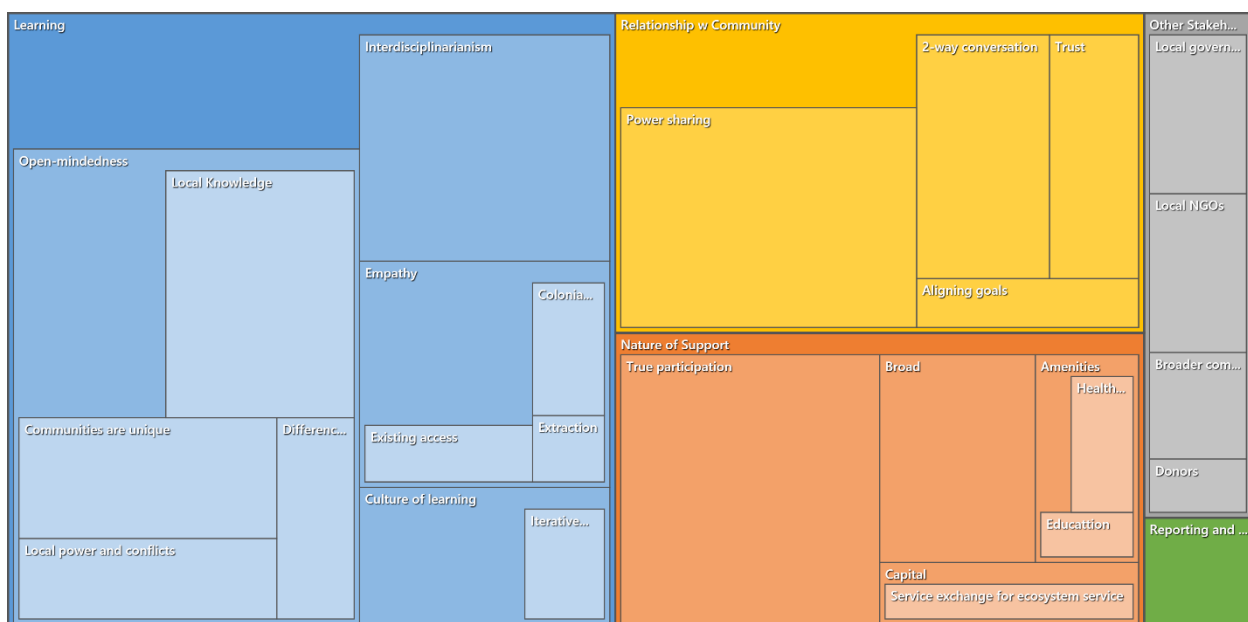 Learning
Interdisciplinarianism
Open-mindedness
Local Knowledge
Communities are unique
Differenc...
Local power and conflicts
Empathy
Colonia...
Existing access
Extraction
Culture of learning
Iterative...
Relationship w Community
Power sharing
2-way conversation
Trust
Aligning goals
Nature of Support
True participation
Broad
Amenities
Health...
Educattion
Capital
Service exchange for ecosystem service
Other Stakeh...
Local govern...
Local NGOs
Broader com...
Donors
Reporting and ...